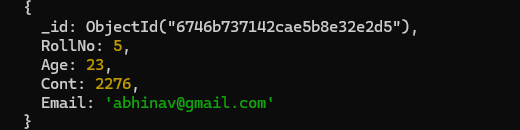 {
_id: ObjectId("6746b737142cae5b8e32e2d5"),
RollNo: 5,
Age: 23,
Cont: 2276,
Email: 'abhinav@gmail.com'
}